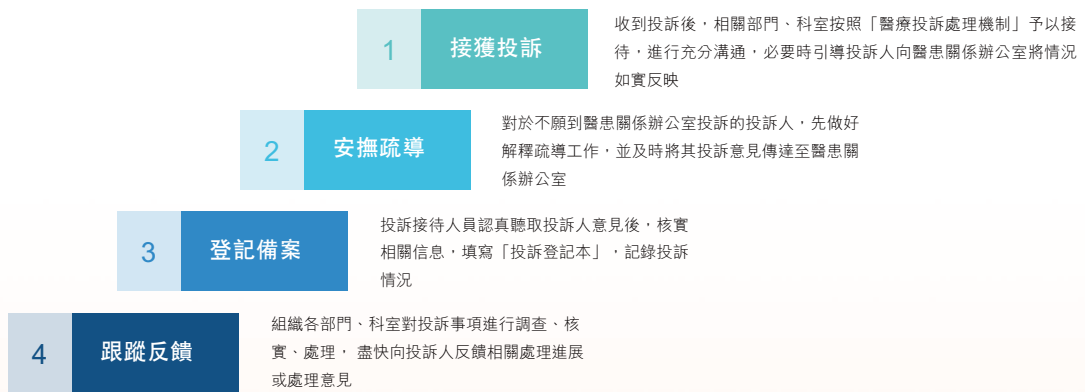 1
接獲投訴
收到投訴後，相關部門、科室按照「醫療投訴處理機制」予以接
待，進行充分溝通，必要時引導投訴人向醫患關係辦公室將情況
如實反映
2
安撫疏導
對於不願到醫患關係辦公室投訴的投訴人，先做好
解釋疏導工作，並及時將其投訴意見傳達至醫患關
係辦公室
3
登記備案
投訴接待人員認真聽取投訴人意見後，核實
相關信息，填寫「投訴登記本」，記錄投訴
情況
4
跟蹤反饋
組織各部門、科室對投訴事項進行調查、核
實、處理， 盡快向投訴人反饋相關處理進展
或處理意見